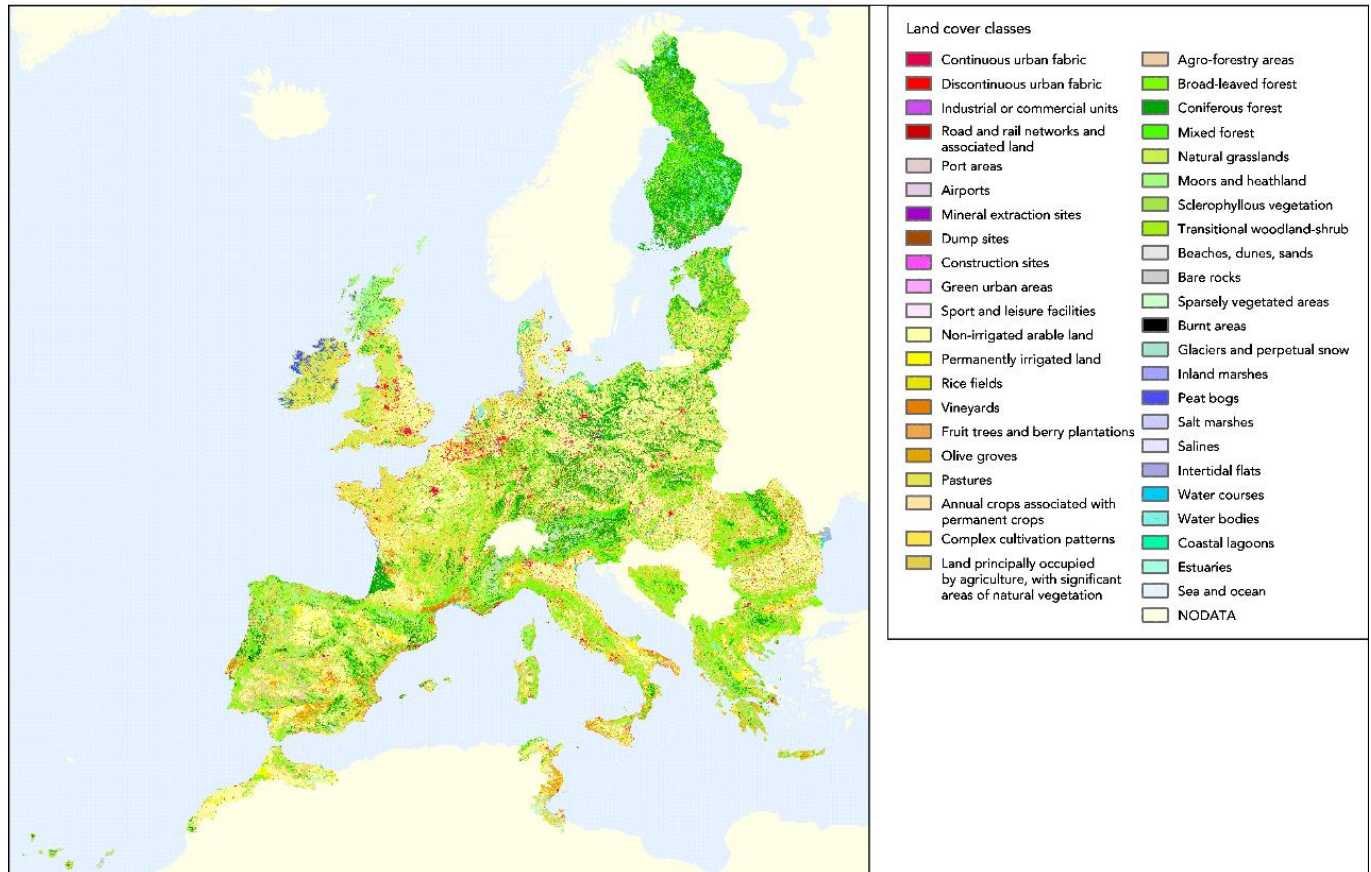 Land cover classes
Continuous urban fabric
Discontinuous urban fabric
Industrial or commercial units
Road and rail networks and
associated land
Port areas
Airports
Mineral extraction sites
Dump sites
Construction sites
Green urban areas
Sport and leisure facilities
Non-irrigated arable land
Permanently irrigated land
Rice fields
Vineyards
Fruit trees and berry plantations
Olive groves
Pastures
Annual crops associated with
permanent crops
Complex cultivation patterns
Land principally occupied
by agriculture, with significant
areas of natural vegetation
Agro-forestry areas
Broad-leaved forest
Coniferous forest
Mixed forest
Natural grasslands
Moors and heathland
Sclerophyllous vegetation
Transitional woodland-shrub
Beaches, dunes, sands
Bare rocks
Sparsely vegetated areas
Burnt areas
Glaciers and perpetual snow
Inland marshes
Peat bogs
Salt marshes
Salines
Intertidal flats
Water courses
Water bodies
Coastal lagoons
Estuaries
Sea and ocean
NODATA